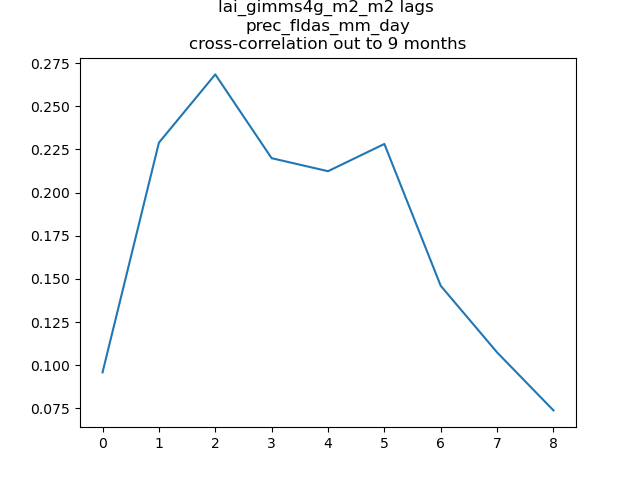 lai_gimms4g_m2_m2 lags
prec_fldas_mm_day
cross-correlation out to 9 months
0.275
0.250
0.225
0.200
0.175
0.150
0.125
0.100
0.075
0 1 2 3 4 5 6 7 8